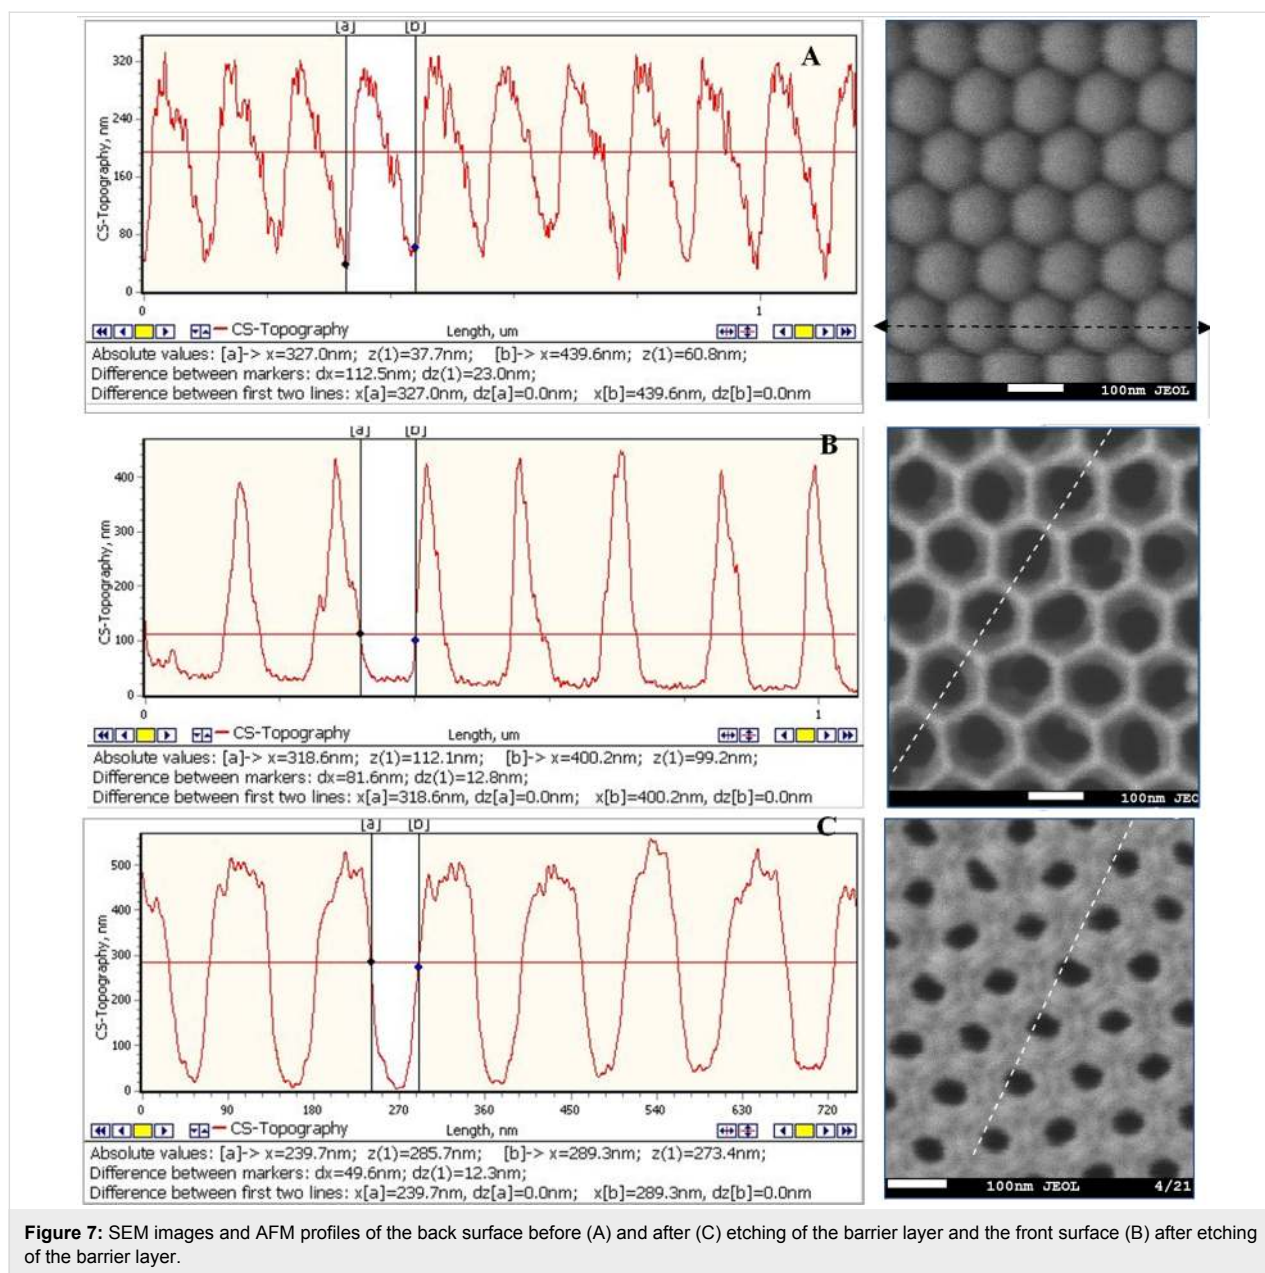 [a] [b]
A
320
240
160
80
0
CS-Topography, nm
0 1
CS-Topography Length, um
Absolute values: [a]-> x=327.0nm; z(1)=37.7nm; [b]-> x=439.6nm; z(1)=60.8nm;
Difference between markers: dx=112.5nm; dz(1)=23.0nm;
Difference between first two lines: x[a]=327.0nm, dz[a]=0.0nm; x[b]=439.6nm, dz[b]=0.0nm
100nm JEOL
[a] [b]
B
400
300
200
100
0
CS-Topography, nm
0 1
CS-Topography Length, um
Absolute values: [a]-> x=318.6nm; z(1)=112.1nm; [b]-> x=400.2nm; z(1)=99.2nm;
Difference between markers: dx=81.6nm; dz(1)=12.8nm;
Difference between first two lines: x[a]=318.6nm, dz[a]=0.0nm; x[b]=400.2nm, dz[b]=0.0nm
100nm JEO
[a] [b]
C
500
400
300
200
100
0
CS-Topography, nm
0 90 180 270 360 450 540 630 720
CS-Topography Length, nm
Absolute values: [a]-> x=239.7nm; z(1)=285.7nm; [b]-> x=289.3nm; z(1)=273.4nm;
Difference between markers: dx=49.6nm; dz(1)=12.3nm;
Difference between first two lines: x[a]=239.7nm, dz[a]=0.0nm; x[b]=289.3nm, dz[b]=0.0nm
100nm JEOL 4/21
Figure 7: SEM images and AFM profiles of the back surface before (A) and after (C) etching of the barrier layer and the front surface (B) after etching
of the barrier layer.